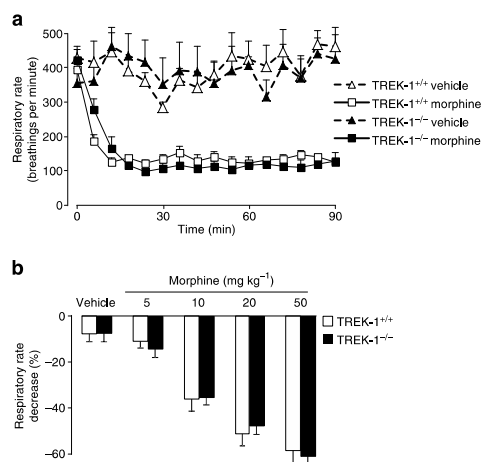 a
Respiratory rate
(breathings per minute)
500
400
300
200
100
0
0 30 60 90
Time (min)
TREK-1+/+ vehicle
TREK-1+/+ morphine
TREK-1−/− vehicle
TREK-1−/− morphine
b
Morphine (mg kg−1)
Vehicle 5 10 20 50
Respiratory rate
decrease (%)
0
−20
−40
−60
TREK-1+/+
TREK-1−/−